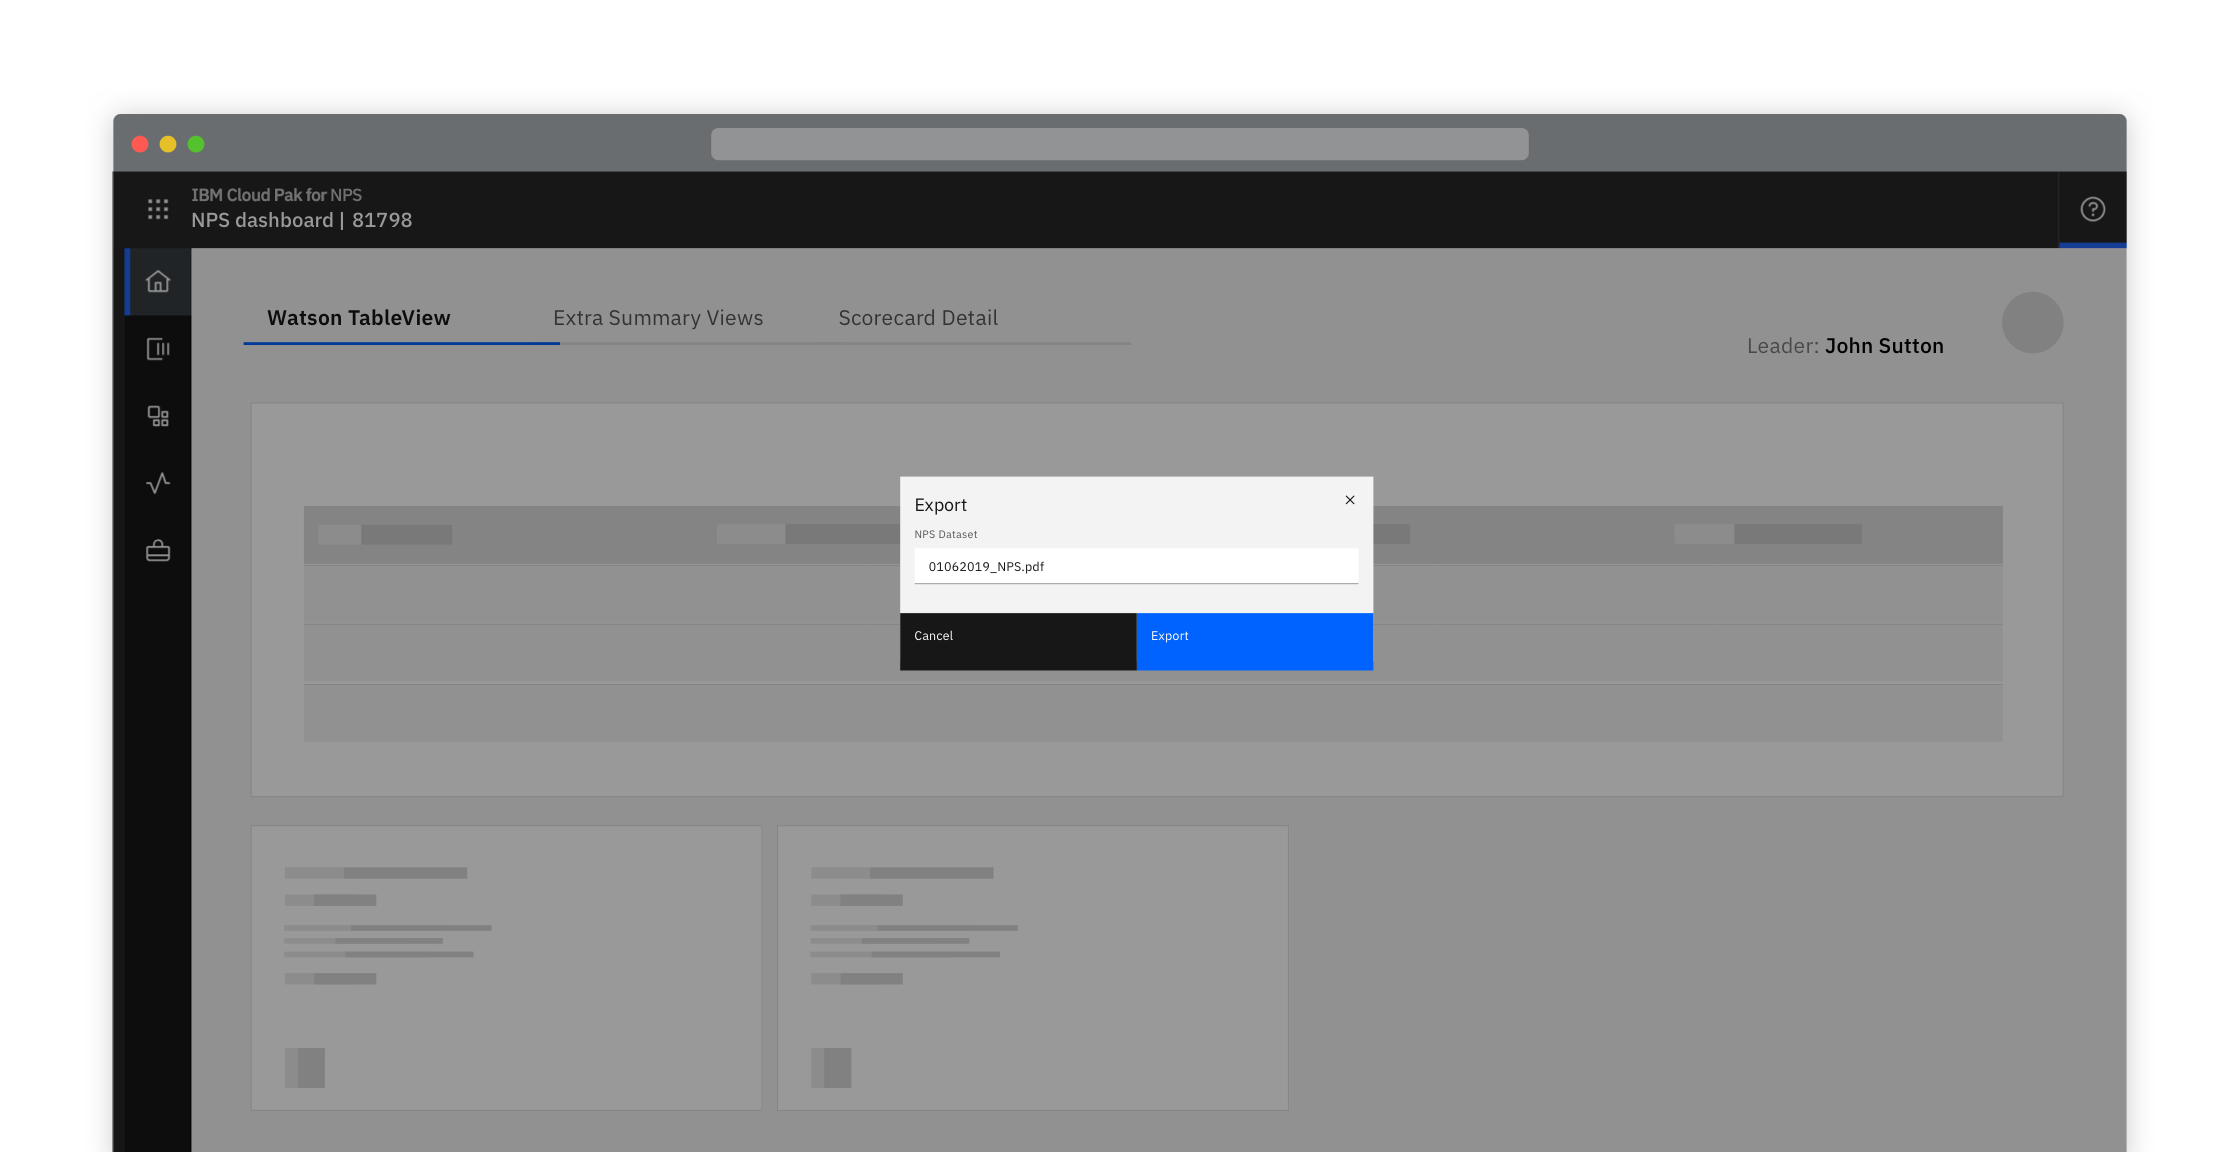 IBM Cloud Pak for NPS
NPS dashboard | 81798
Watson TableView
Extra Summary Views
Scorecard Detail
Leader: John Sutton
Export
NPS Dataset
01062019_NPS.pdf
Cancel
Export